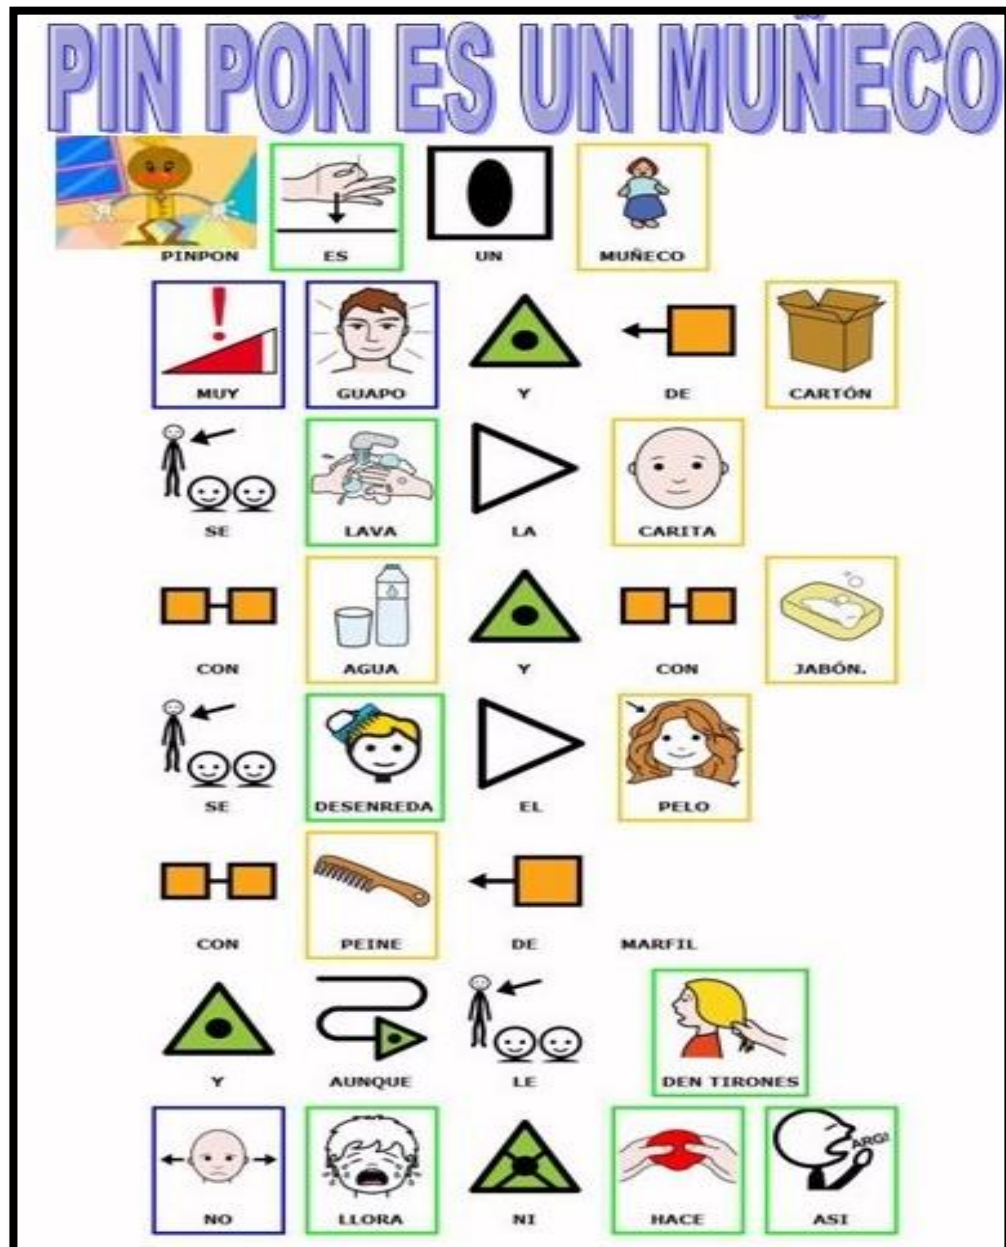 PIN PON ES UN MUÑECO
PINPON ES UN MUÑECO
MUY GUAPO Y DE CARTÓN
SE LAVA LA CARITA
CON AGUA Y CON JABÓN.
SE DESENREDA EL PELO
CON PEINE DE MARFIL
Y AUNQUE LE DEN TIRONES
ARG!
NO LLORA NI HACE ASI